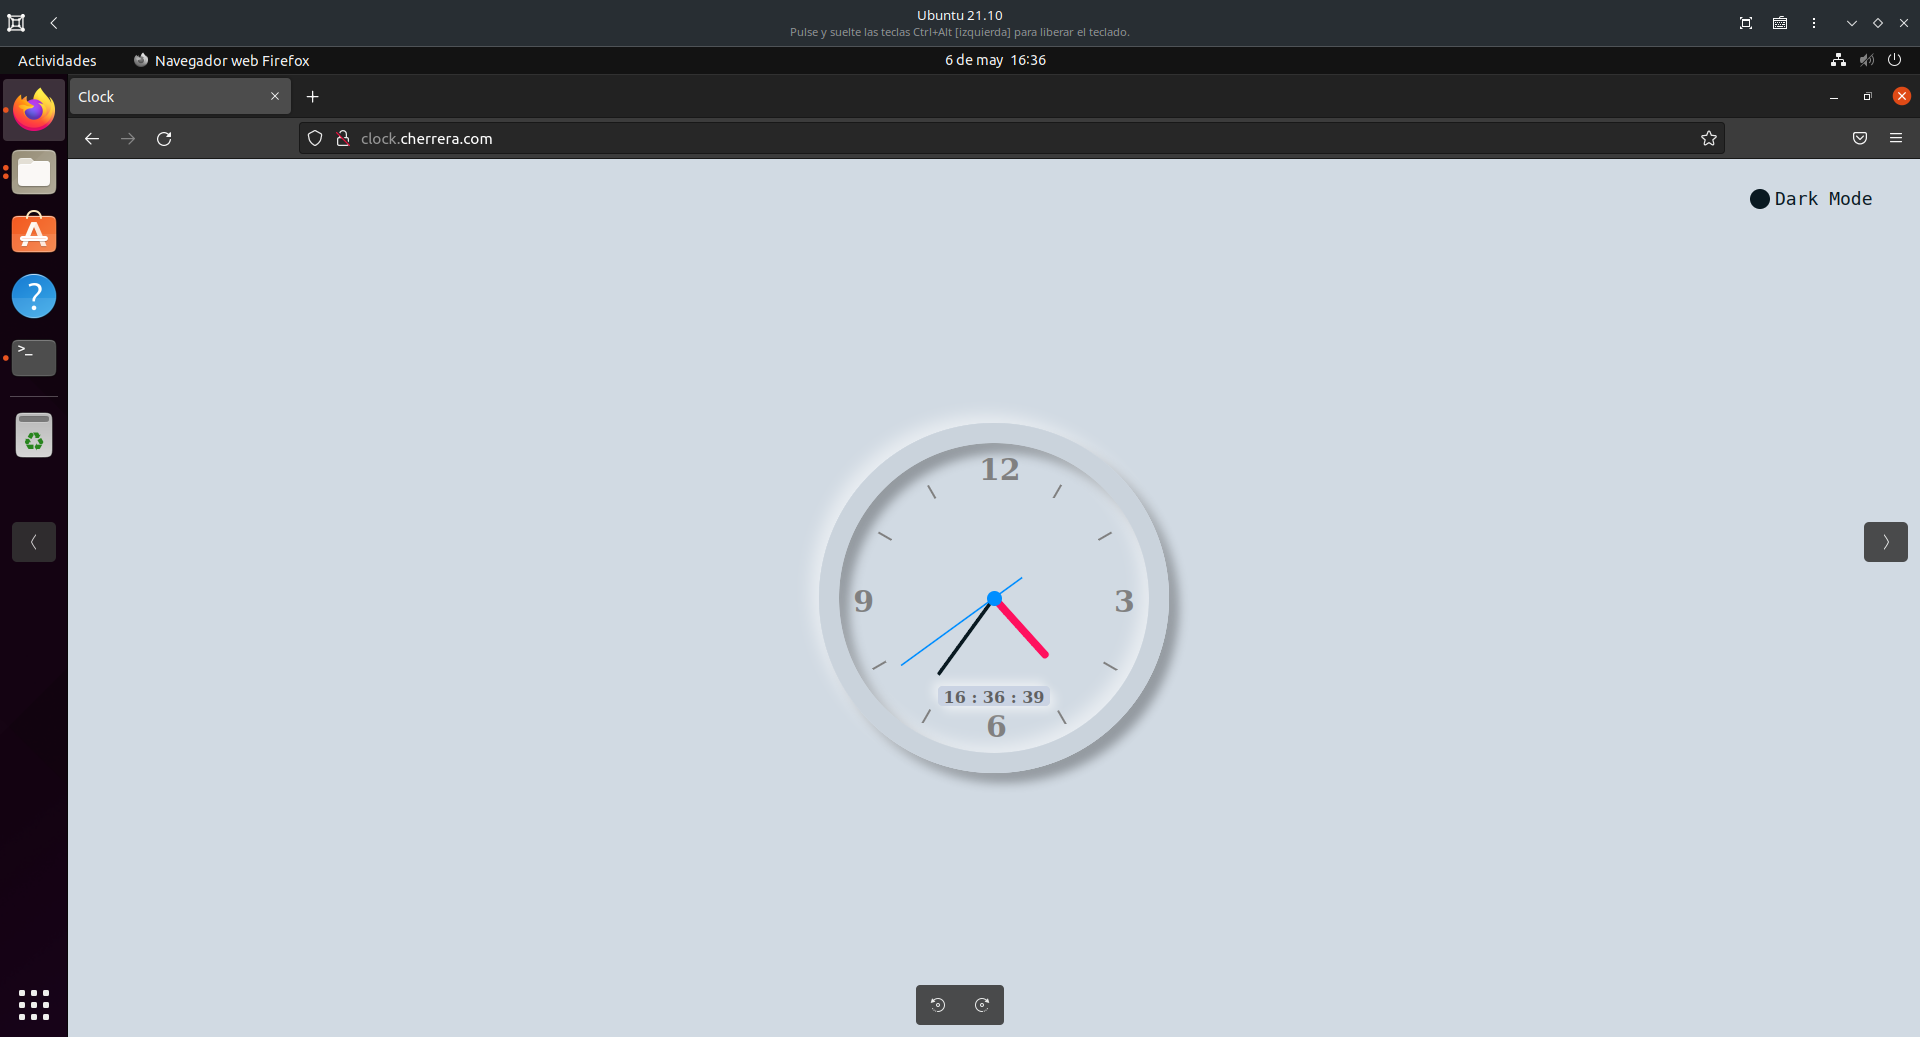 Ubuntu 21.10
Pulse y suelte las teclas Ctrl+Alt [izquierda] para liberar el teclado.
Actividades
Navegador web Firefox
6 de may 16:36
Clock
clock.cherrera.com
Dark Mode
12
9
3
16 : 36 : 39
6